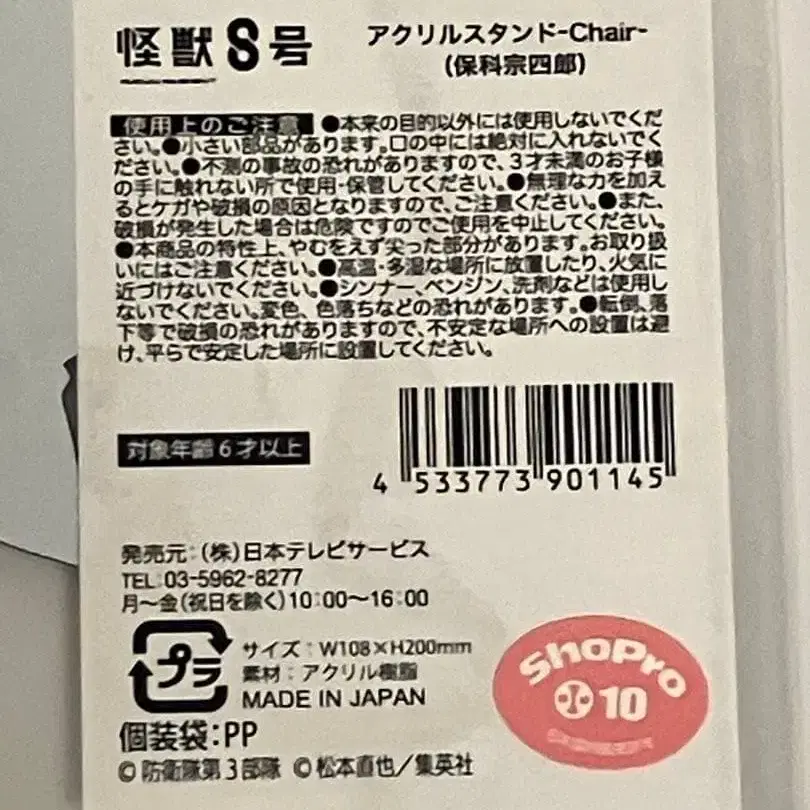 怪獣8号
アクリルスタンド-Chair-
(保科宗四郎)
使用上のご注意 ●本来の目的以外には使用しないでくだ
さい。●小さい部品があります。口の中には絶対に入れないでく
ださい。●不測の事故の恐れがありますので、3才未満のお子様
の手に触れない所で使用・保管してください。●無理な力を加え
るとケガや破損の原因となりますので、ご注意ください。●また、
破損が発生した場合は危険ですのでご使用を中止してください。
●本商品の特性上、やむをえず尖った部分があります。お取り扱
いにはご注意ください。●高温・多湿な場所に放置したり、火気に
近づけないでください。●シンナー、ベンジン、洗剤などは使用し
ないでください。変色、色落ちなどの恐れがあります。●転倒、落
下等で破損の恐れがありますので、不安定な場所への設置は避
け、平らで安定した場所に設置してください。
対象年齢6才以上
4 533773 901145
発売元:(株)日本テレビサービス
TEL:03-5962-8277
月〜金(祝日を除く)10:00〜16:00
プラ
サイズ:W108×H200mm
素材:アクリル樹脂
MADE IN JAPAN
個装袋:PP
©防衛隊第3部隊 ©松本直也/集英社
ShoPro
10